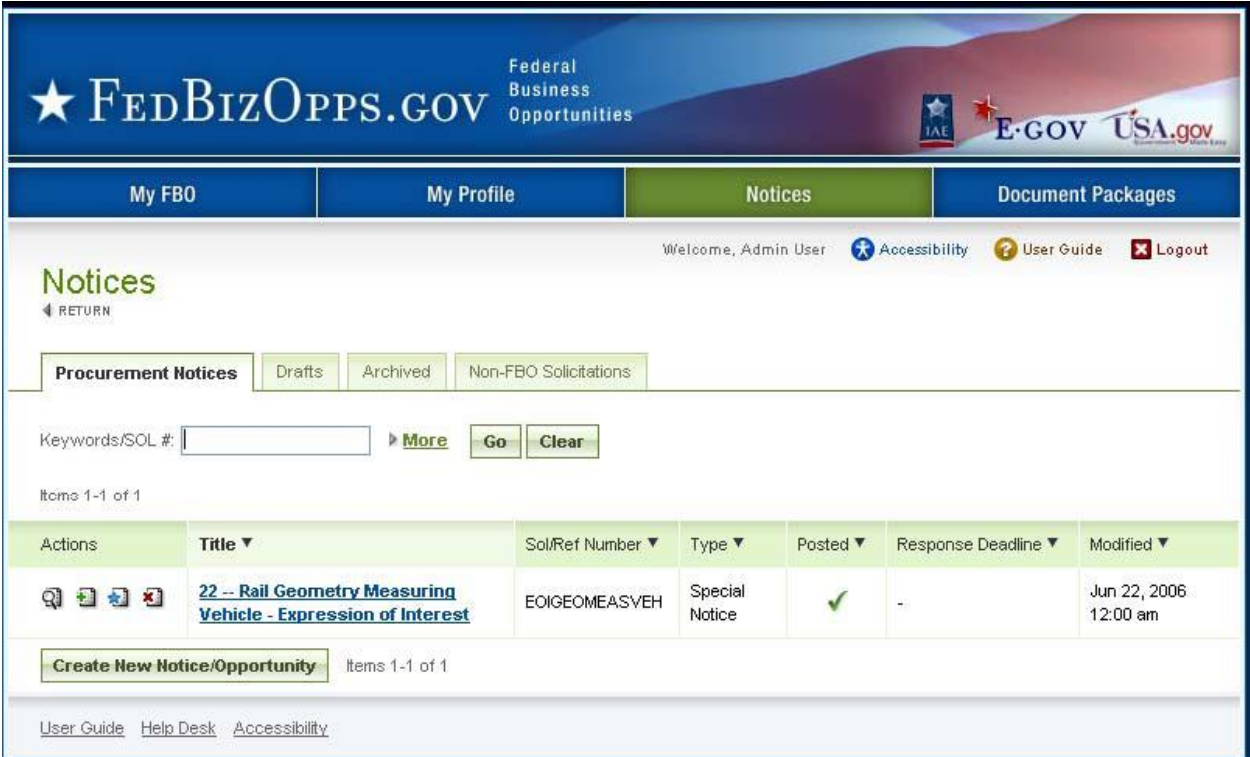 ★ FEDBIZOPPS.GOV
Federal
Business
Opportunities
IAE
E-GOV
USA.gov
My FBO
My Profile
Notices
Document Packages
Welcome, Admin User
Accessibility
User Guide
Logout
Notices
RETURN
Procurement Notices
Drafts
Archived
Non-FBO Solicitations
Keywords/SOL #:
More
Go
Clear
Items 1-1 of 1
Actions
Title ▼
Sol/Ref Number ▼
Type ▼
Posted ▼
Response Deadline ▼
Modified ▼
22 -- Rail Geometry Measuring
Vehicle - Expression of Interest
EOIGEOMEASVEH
Special
Notice
-
Jun 22, 2006
12:00 am
Create New Notice/Opportunity
Items 1-1 of 1
User Guide
Help Desk
Accessibility